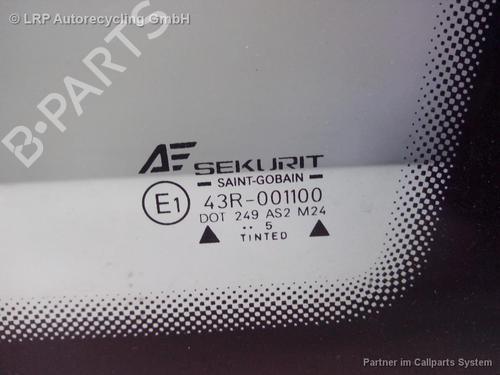 © LRP Autorecycling GmbH
B-PARTS
SEKURIT
SAINT-GOBAIN
E1
43R-001100
DOT 249 AS2 M24
.. 5
TINTED
Partner im Callparts System